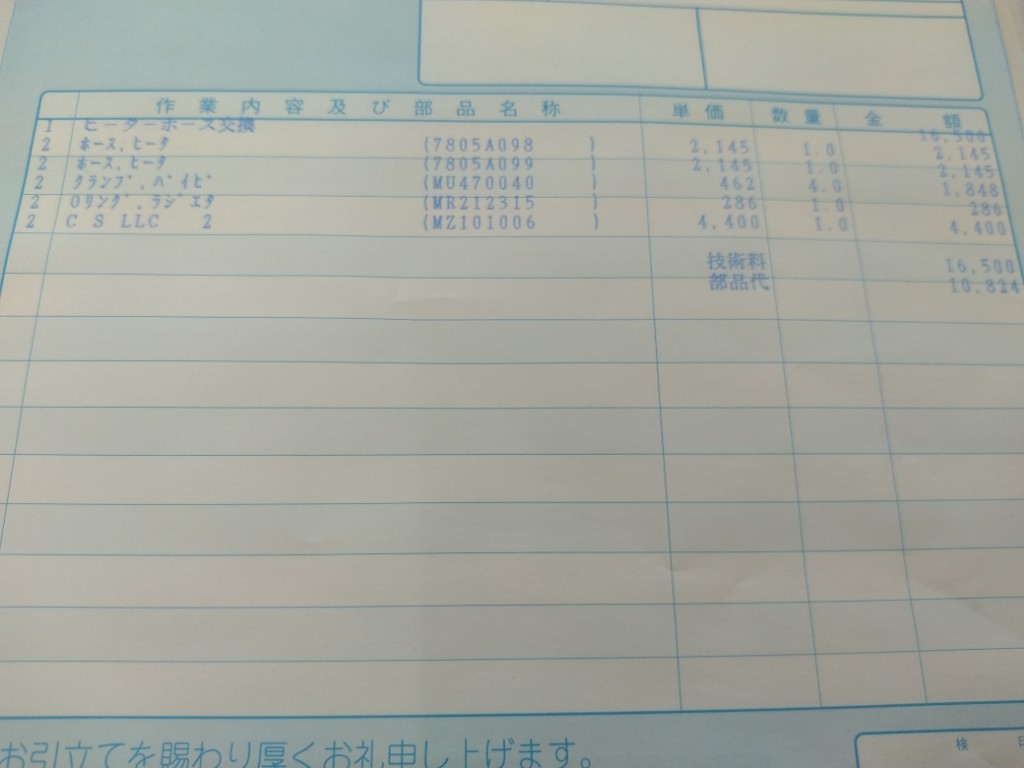 作業内容及び部品名称 単価 数量 金額
1 ヒーターホース交換 16,500
2 ﾎｰｽ,ﾋｰﾀ (7805A098 ) 2,145 1.0 2,145
2 ﾎｰｽ,ﾋｰﾀ (7805A099 ) 2,145 1.0 2,145
2 ｸﾗﾝﾌﾟ,ﾊﾟｲﾋﾟ (MU470040 ) 462 4.0 1,848
2 Oﾘﾝｸﾞ,ﾗｼﾞｴﾀ (MR212315 ) 286 1.0 286
2 C S LLC 2 (MZ101006 ) 4,400 1.0 4,400
技術料 16,500
部品代 10,824
お引立てを賜わり厚くお礼申し上げます。
検 印